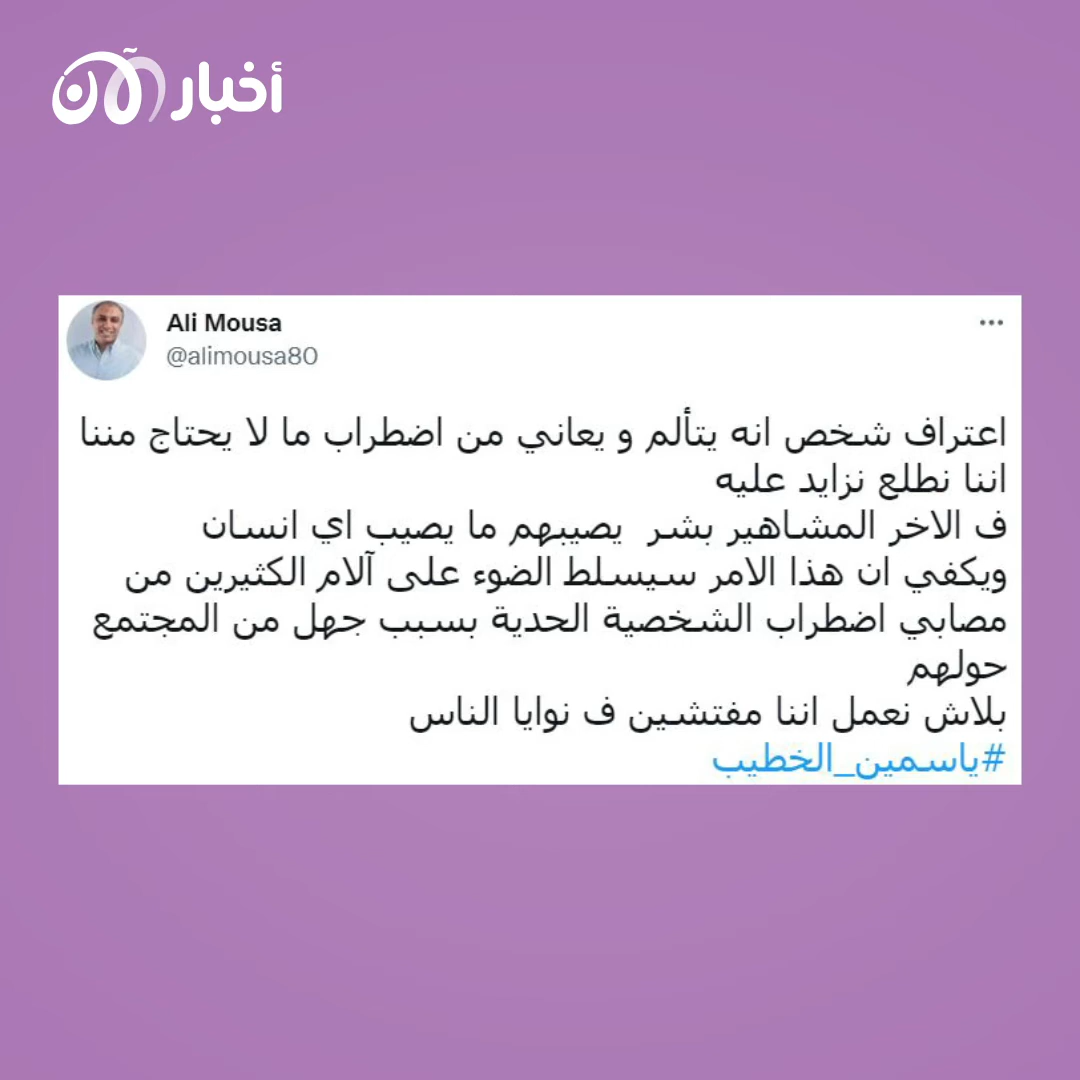 أخبار الآن
Ali Mousa
@alimousa80
اعتراف شخص انه يتألم و يعاني من اضطراب ما لا يحتاج مننا
اننا نطلع نزايد عليه
ف الاخر المشاهير بشر يصيبهم ما يصيب اي انسان
ويكفي ان هذا الامر سيسلط الضوء على آلام الكثيرين من
مصابي اضطراب الشخصية الحدية بسبب جهل من المجتمع
حولهم
بلاش نعمل اننا مفتشين ف نوايا الناس
#ياسمين_الخطيب